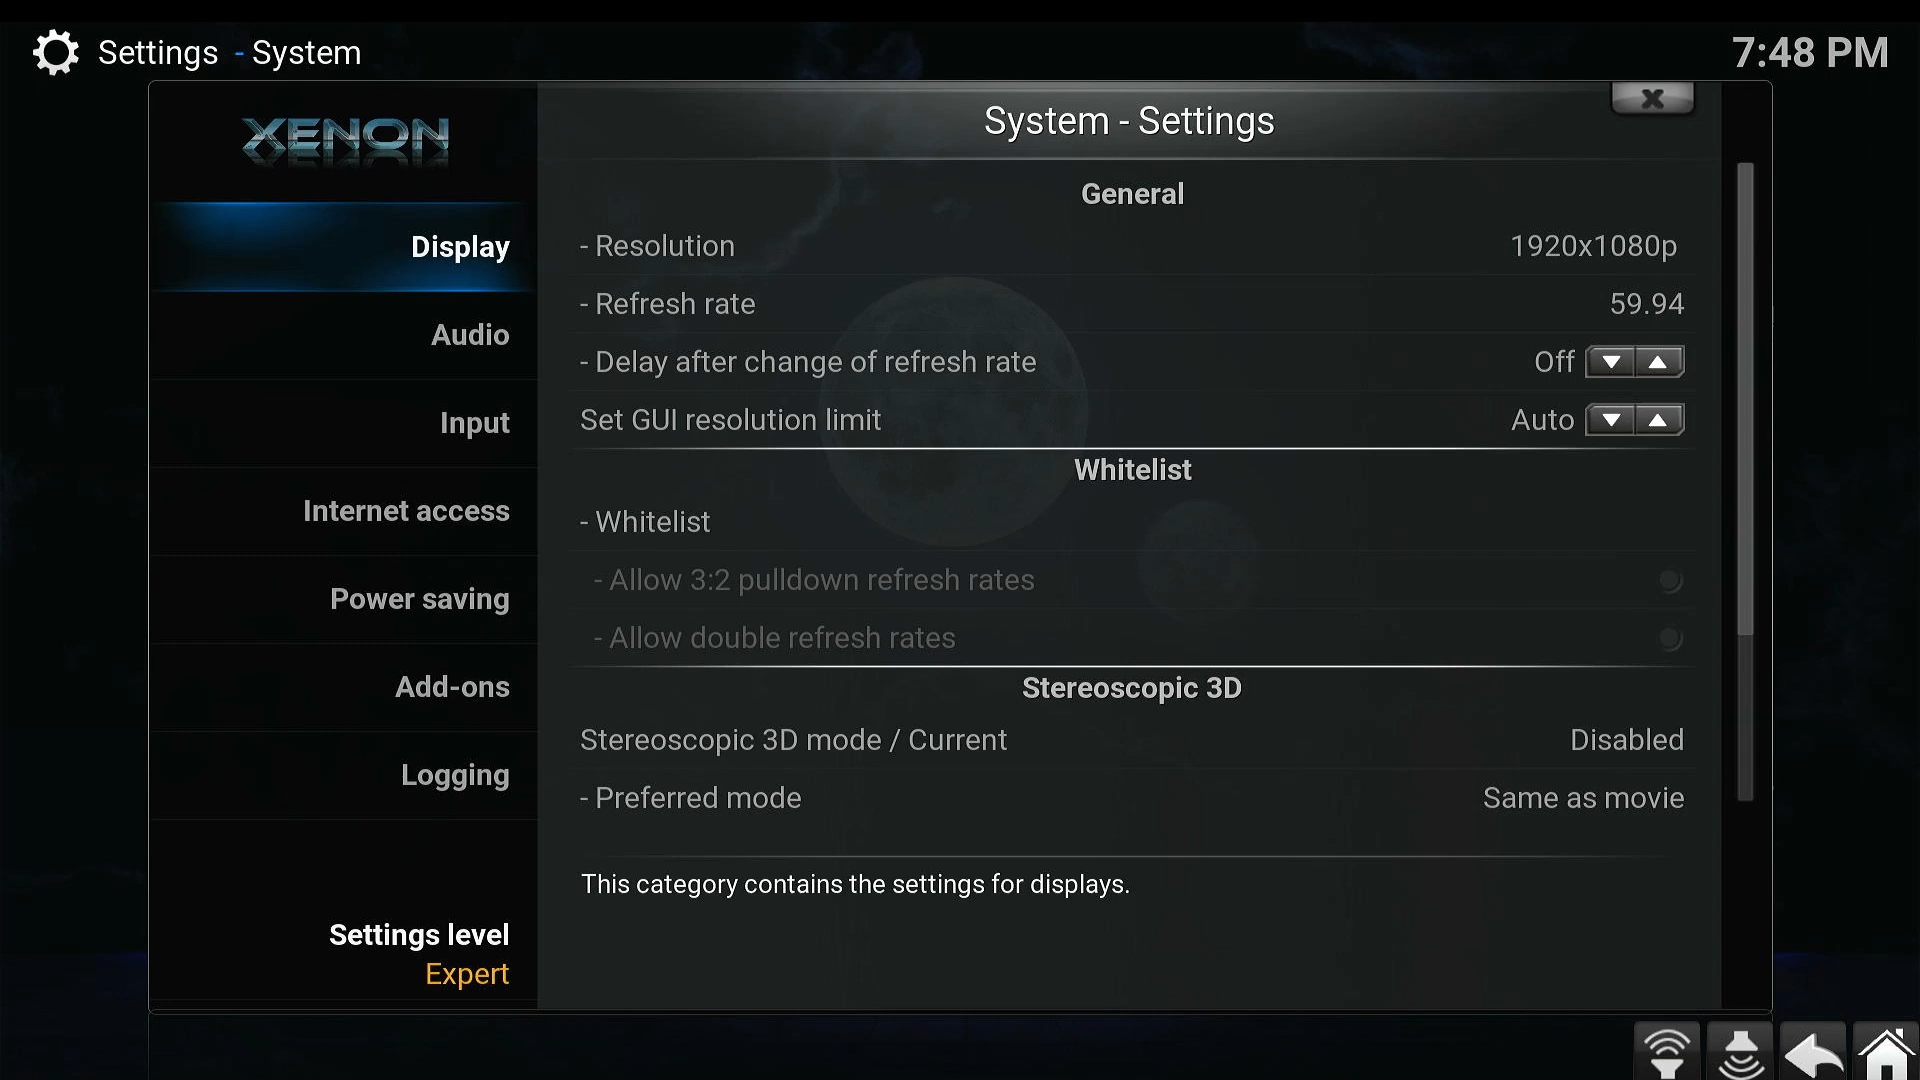 Settings - System
7:48 PM
XENON
System - Settings
Display
Audio
Input
Internet access
Power saving
Add-ons
Logging
Settings level
Expert
General
- Resolution 1920x1080p
- Refresh rate 59.94
- Delay after change of refresh rate Off
Set GUI resolution limit Auto
Whitelist
- Whitelist
- Allow 3:2 pulldown refresh rates
- Allow double refresh rates
Stereoscopic 3D
Stereoscopic 3D mode / Current Disabled
- Preferred mode Same as movie
This category contains the settings for displays.